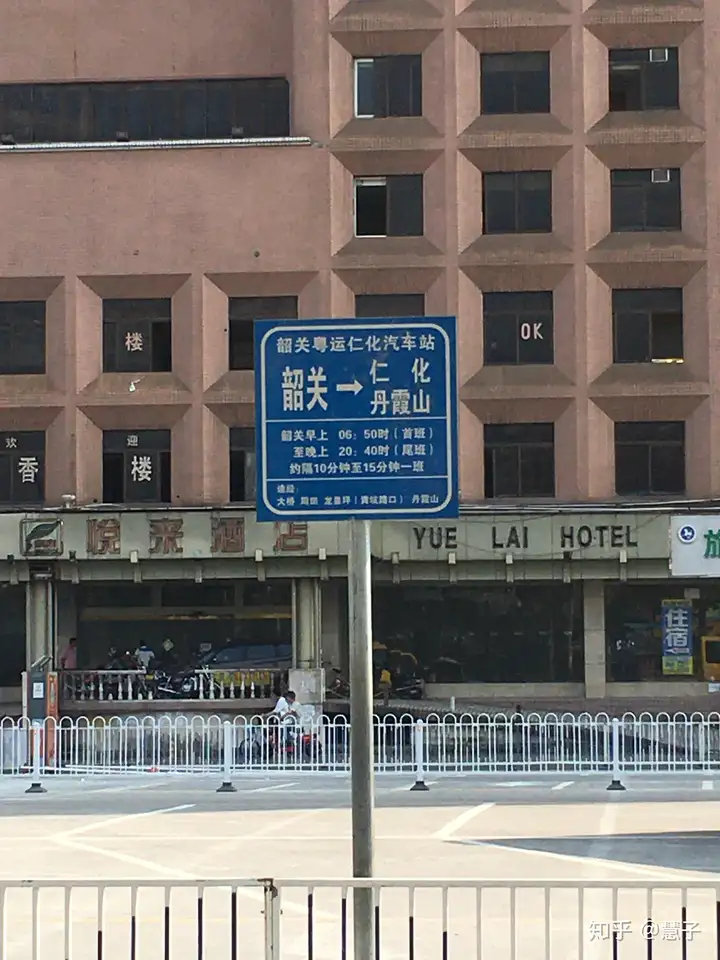 楼
OK
欢
迎
香
楼
韶关粤运仁化汽车站
韶关→仁化
丹霞山
韶关早上 06:50时(首班)
至晚上 20:40时(尾班)
约隔10分钟至15分钟一班
途经:
大桥 周田 龙皇坪(黄坑路口) 丹霞山
悦来酒店
YUE LAI HOTEL
住宿
知乎 @慧子